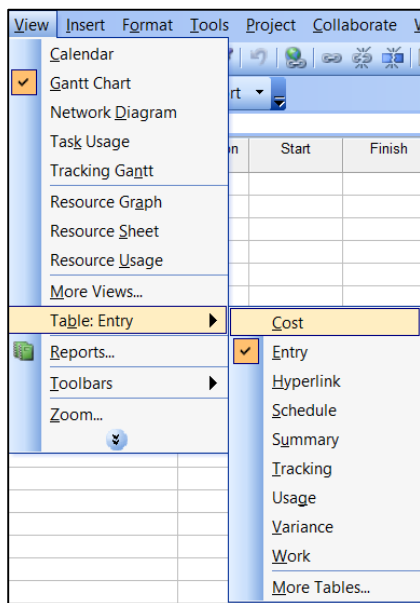 View Insert Format Tools Project Collaborate
Calendar
Gantt Chart
Network Diagram
Task Usage
Tracking Gantt
Resource Graph
Resource Sheet
Resource Usage
More Views...
Table: Entry
Reports...
Toolbars
Zoom...
rt
n Start Finish
Cost
Entry
Hyperlink
Schedule
Summary
Tracking
Usage
Variance
Work
More Tables...